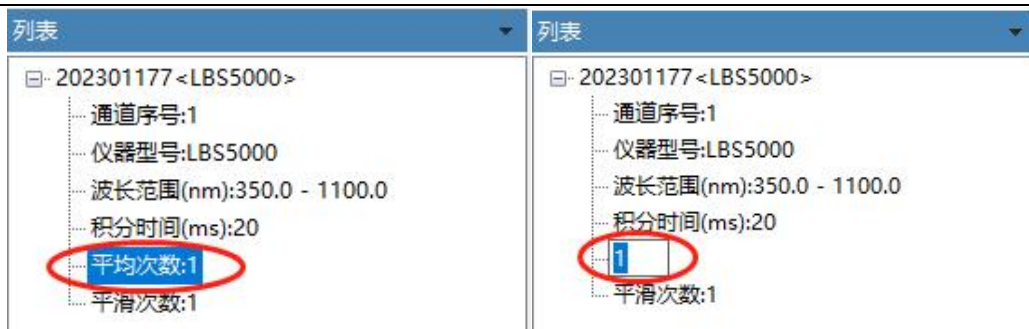 列表
202301177<LBS5000>
通道序号:1
仪器型号:LBS5000
波长范围(nm):350.0 - 1100.0
积分时间(ms):20
平均次数:1
平滑次数:1
列表
202301177<LBS5000>
通道序号:1
仪器型号:LBS5000
波长范围(nm):350.0 - 1100.0
积分时间(ms):20
1
平滑次数:1